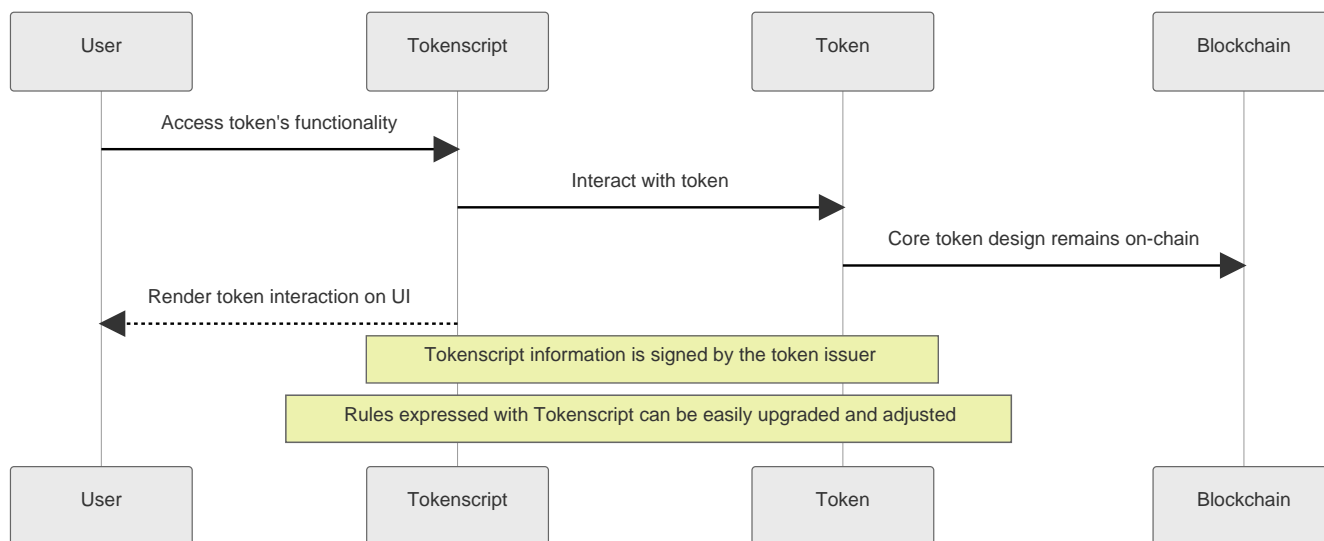 User
Tokenscript
Token
Blockchain
Access token's functionality
Interact with token
Core token design remains on-chain
Render token interaction on UI
Tokenscript information is signed by the token issuer
Rules expressed with Tokenscript can be easily upgraded and adjusted
User
Tokenscript
Token
Blockchain